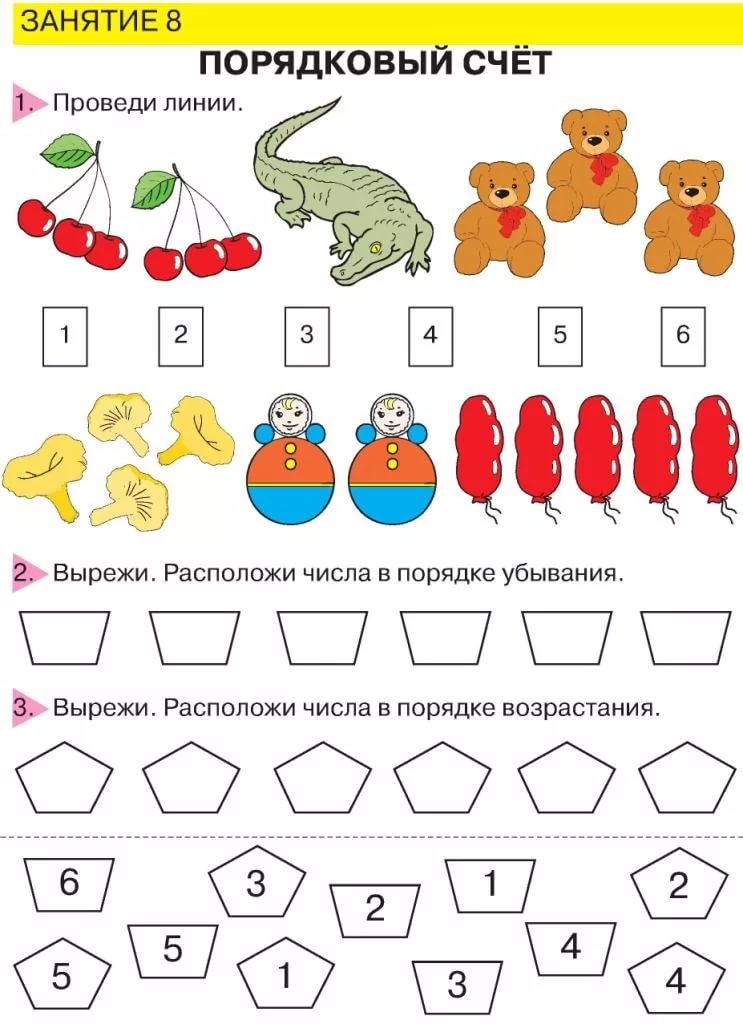 ЗАНЯТИЕ 8
ПОРЯДКОВЫЙ СЧЁТ
1. Проведи линии.
1 2 3 4 5 6
2. Вырежи. Расположи числа в порядке убывания.
3. Вырежи. Расположи числа в порядке возрастания.
6 3 2 1 2
5 5 1 3 4 4